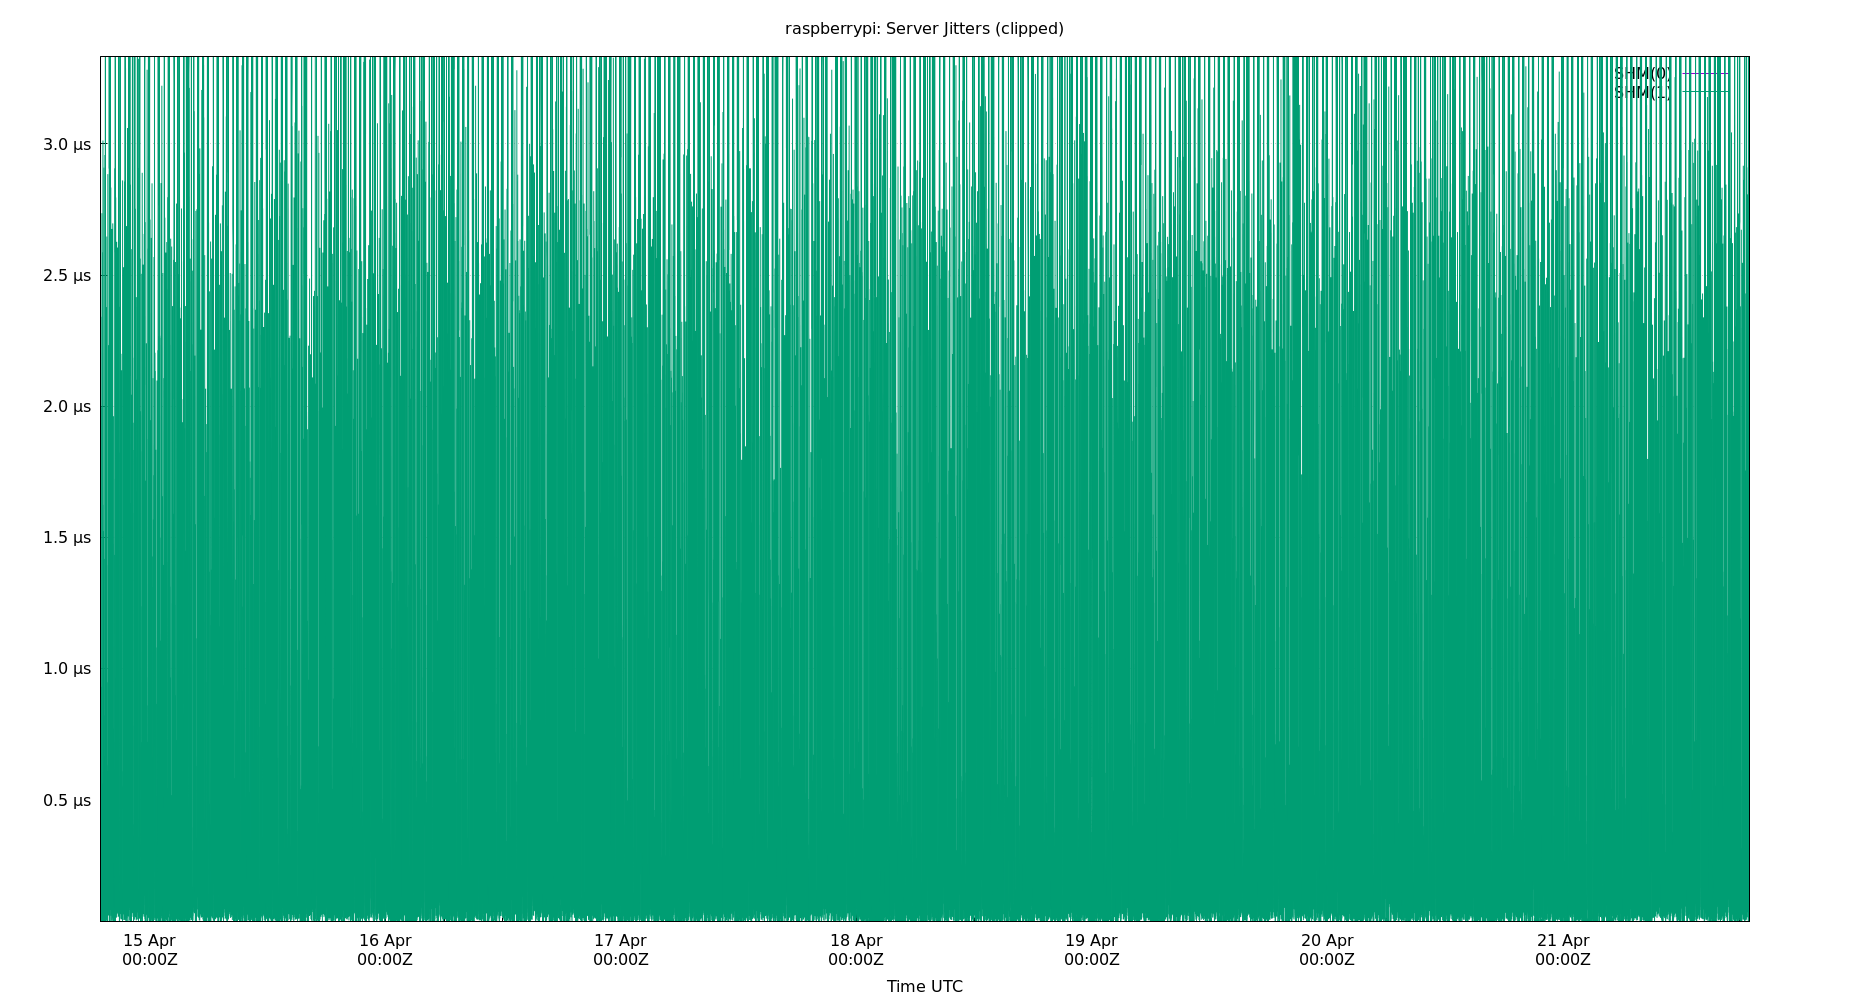 raspberrypi: Server Jitters (clipped)
SHM(0)
SHM(1)
3.0 µs
2.5 µs
2.0 µs
1.5 µs
1.0 µs
0.5 µs
15 Apr 16 Apr 17 Apr 18 Apr 19 Apr 20 Apr 21 Apr
00:00Z 00:00Z 00:00Z 00:00Z 00:00Z 00:00Z 00:00Z
Time UTC